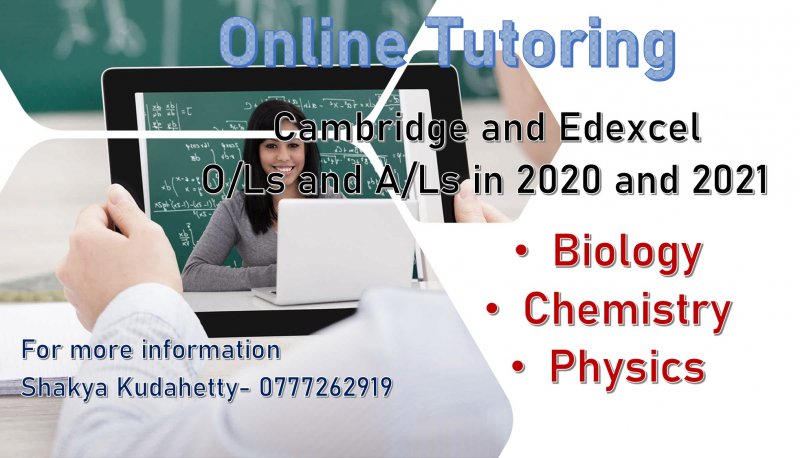 Online Tutoring
Cambridge and Edexcel
O/Ls and A/Ls in 2020 and 2021
• Biology
• Chemistry
• Physics
For more information
Shakya Kudahetty- 0777262919